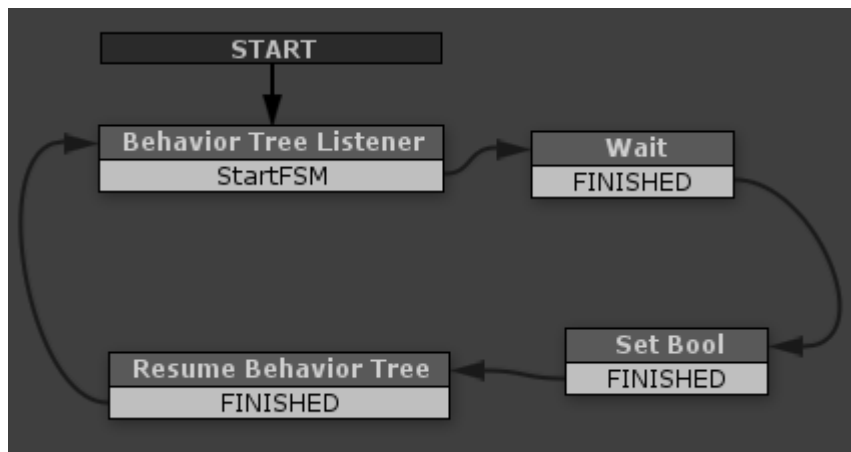 START
Behavior Tree Listener
StartFSM
Wait
FINISHED
Set Bool
FINISHED
Resume Behavior Tree
FINISHED